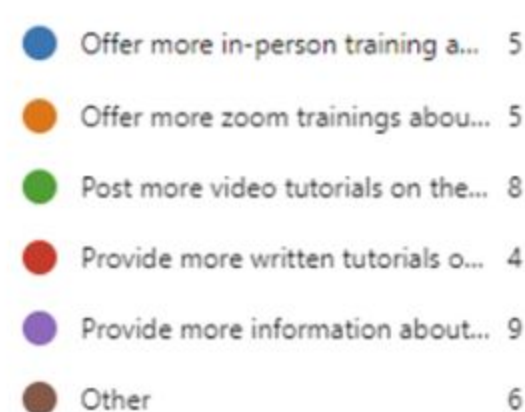 Offer more in-person training a... 5
Offer more zoom trainings abou... 5
Post more video tutorials on the... 8
Provide more written tutorials o... 4
Provide more information about... 9
Other 6